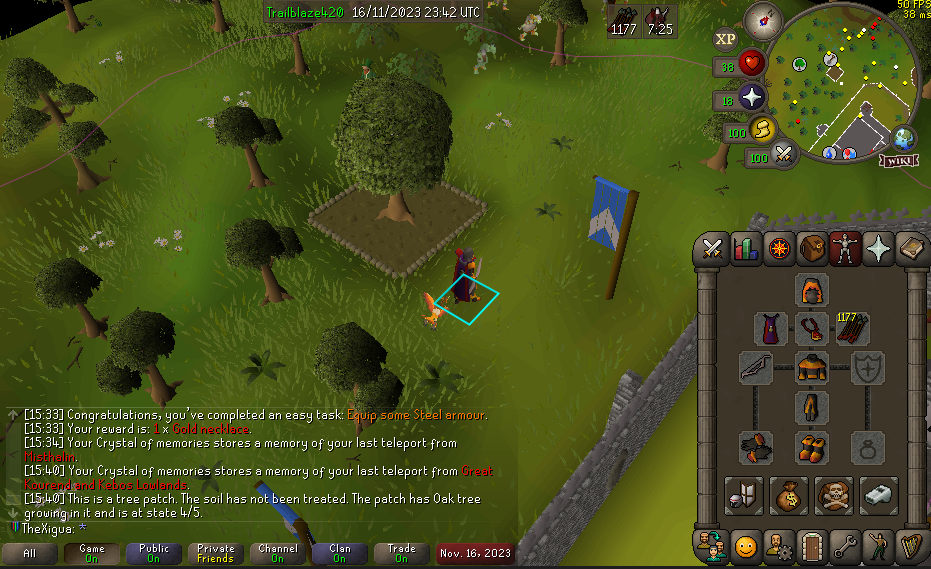 Trailblaze420 16/11/2023 23:42 UTC
1177 7:25
50 FPS
38 ms
XP
38
18
100
100
WIKI
1177
[15:33] Congratulations, you've completed an easy task: Equip some Steel armour.
[15:33] Your reward is: 1 x Gold necklace.
[15:34] Your Crystal of memories stores a memory of your last teleport from
Misthalin.
[15:40] Your Crystal of memories stores a memory of your last teleport from Great
Kourend and Kebos Lowlands.
[15:40] This is a tree patch. The soil has not been treated. The patch has Oak tree
growing in it and is at state 4/5.
TheXigua: *
All
Game
On
Public
On
Private
Friends
Channel
On
Clan
On
Trade
On
Nov. 16, 2023